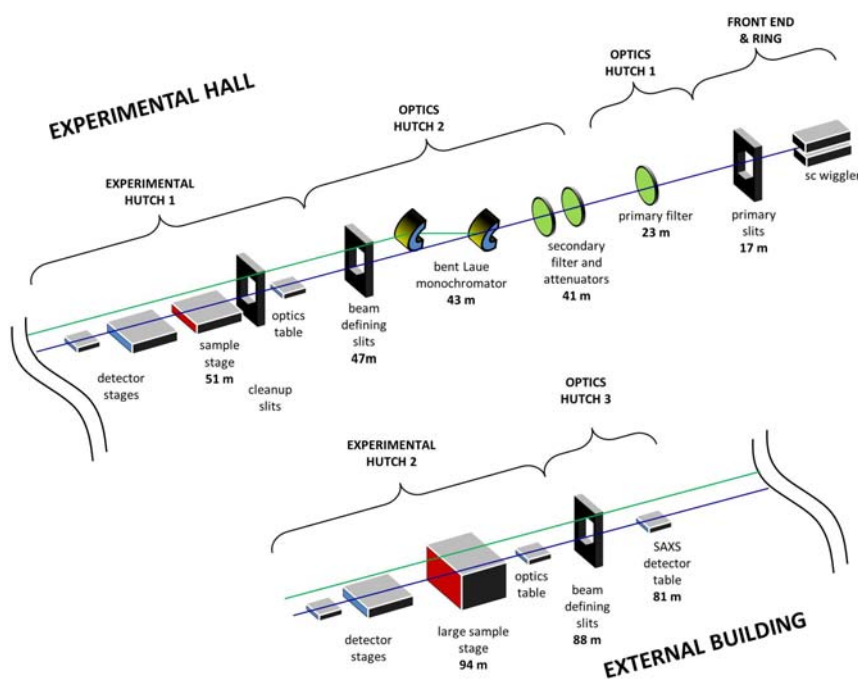 FRONT END
& RING
OPTICS
HUTCH 1
EXPERIMENTAL HALL
OPTICS
HUTCH 2
EXPERIMENTAL
HUTCH 1
sc wiggler
primary
slits
17 m
primary filter
23 m
secondary
filter and
attenuators
41 m
bent Laue
monochromator
43 m
beam
defining
slits
47m
optics
table
cleanup
slits
sample
stage
51 m
detector
stages
OPTICS
HUTCH 3
EXPERIMENTAL
HUTCH 2
SAXS
detector
table
81 m
beam
defining
slits
88 m
optics
table
large sample
stage
94 m
detector
stages
EXTERNAL BUILDING